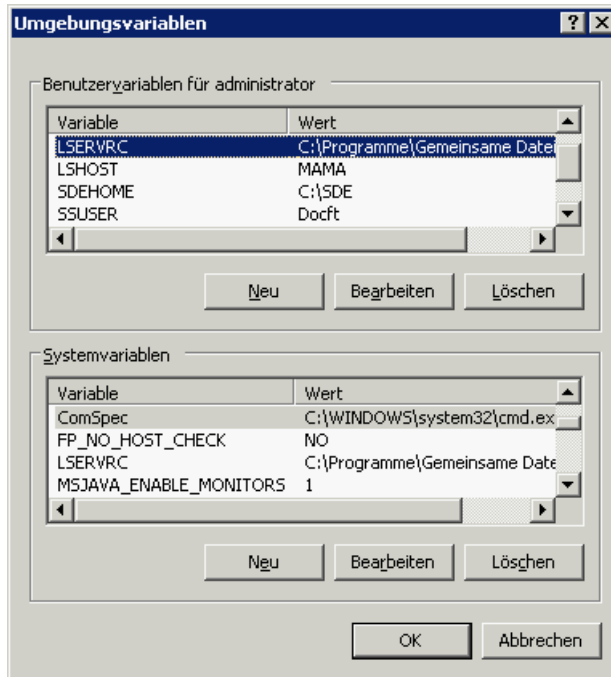 Umgebungsvariablen
Benutzervariablen für administrator
Variable Wert
LSERVRC C:\Programme\Gemeinsame Datei
LSHOST MAMA
SDEHOME C:\SDE
SSUSER Docft
Neu Bearbeiten Löschen
Systemvariablen
Variable Wert
ComSpec C:\WINDOWS\system32\cmd.ex
FP_NO_HOST_CHECK NO
LSERVRC C:\Programme\Gemeinsame Date
MSJAVA_ENABLE_MONITORS 1
Neu Bearbeiten Löschen
OK Abbrechen